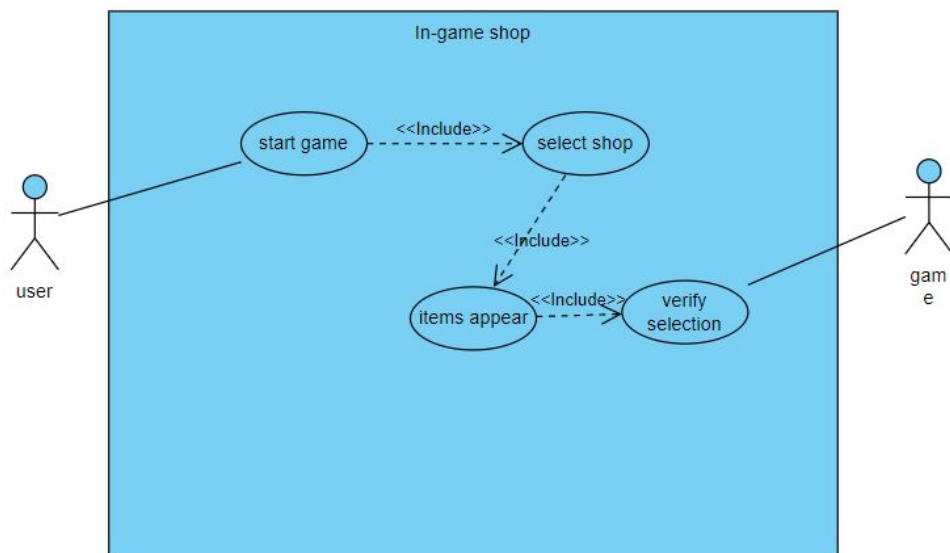 In-game shop
<<Include>>
start game
select shop
<<Include>>
user
gam
e
<<Include>>
items appear
verify
selection